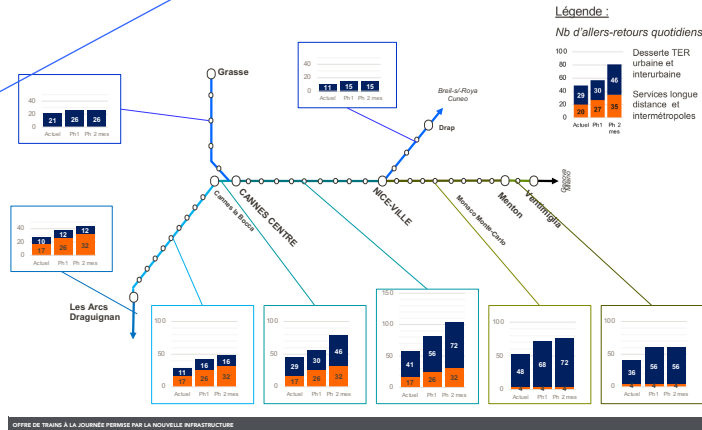 Légende :
Nb d'allers-retours quotidiens
100
80
60
40
20
0
29
20
30
27
46
35
Actuel
Ph1
Ph 2
mes
Desserte TER
urbaine et
interurbaine
Services longue
distance et
intermétropoles
40
20
0
11
15
15
Actuel
Ph1
Ph 2 mes
40
20
0
21
26
26
Actuel
Ph1
Ph 2 mes
Grasse
Breil-s/-Roya
Cuneo
Drap
Cannes la Bocca
CANNES CENTRE
NICE-VILLE
Monaco Monte-Carlo
Menton
Ventimiglia
40
20
0
10
17
12
26
12
32
Actuel
Ph1
Ph 2 mes
Les Arcs
Draguignan
100
50
0
11
17
16
26
16
32
Actuel
Ph1
Ph 2 mes
100
50
0
29
17
30
26
46
32
Actuel
Ph1
Ph 2 mes
150
100
50
0
41
17
56
26
72
32
Actuel
Ph1
Ph 2 mes
100
50
0
48
4
68
4
72
4
Actuel
Ph1
Ph 2 mes
100
50
0
36
4
56
4
56
4
Actuel
Ph1
Ph 2 mes
OFFRE DE TRAINS À LA JOURNÉE PERMISE PAR LA NOUVELLE INFRASTRUCTURE